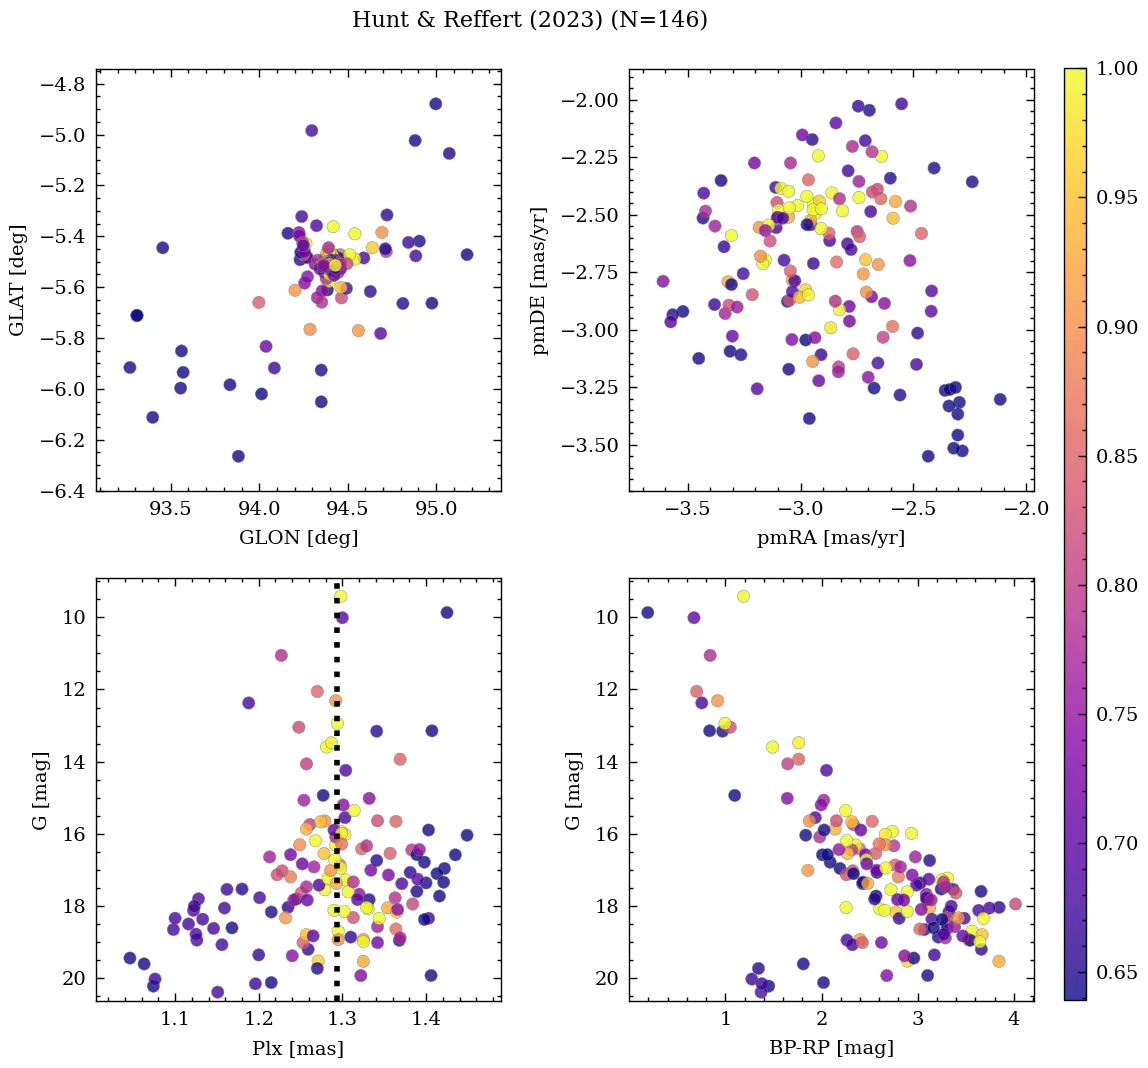 Hunt & Reffert (2023) (N=146)
−4.8
−5.0
−5.2
−5.4
−5.6
−5.8
−6.0
−6.2
−6.4
GLAT [deg]
93.5 94.0 94.5 95.0
GLON [deg]
−2.00
−2.25
−2.50
−2.75
−3.00
−3.25
−3.50
pmDE [mas/yr]
−3.5 −3.0 −2.5 −2.0
pmRA [mas/yr]
10
12
14
16
18
20
G [mag]
1.1 1.2 1.3 1.4
Plx [mas]
10
12
14
16
18
20
G [mag]
1 2 3 4
BP-RP [mag]
1.00
0.95
0.90
0.85
0.80
0.75
0.70
0.65